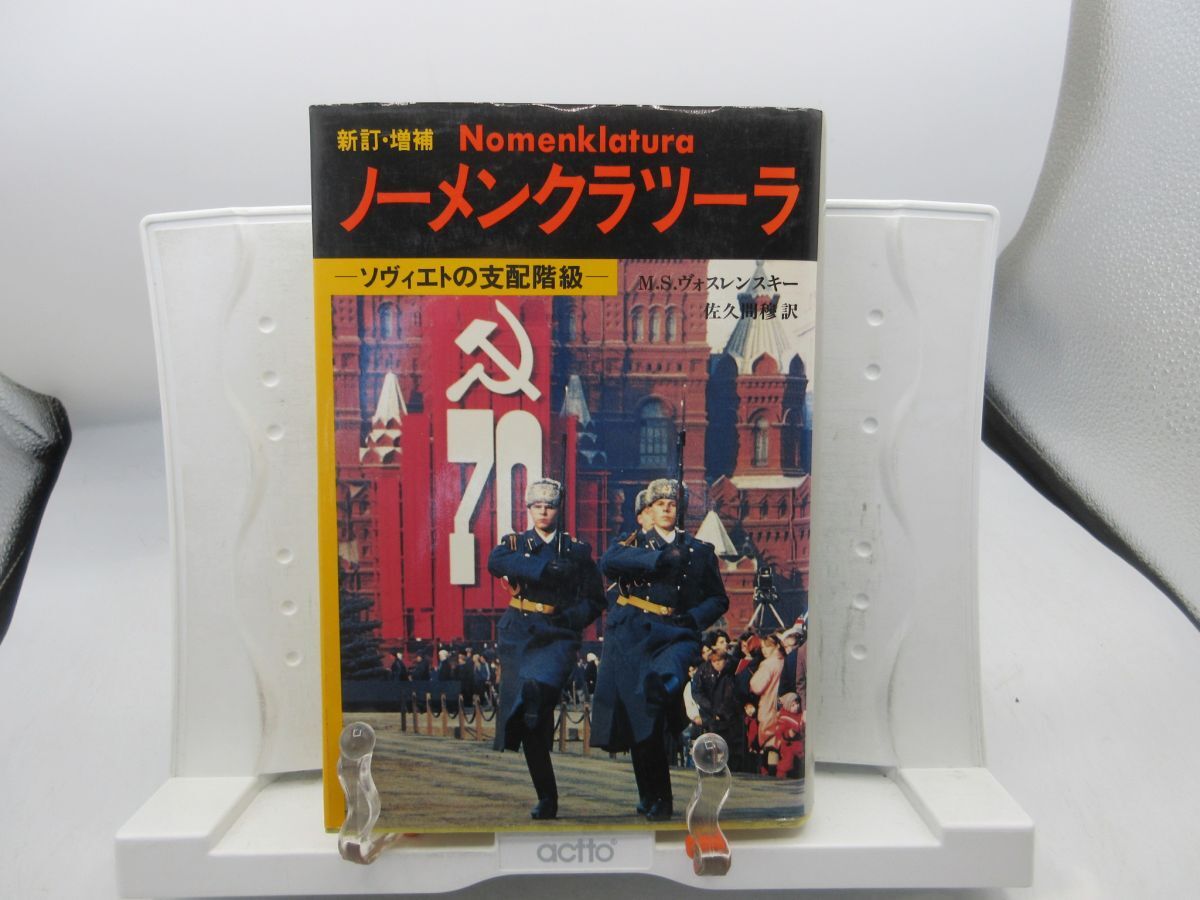 新訂・増補 Nomenklatura
ノーメンクラツーラ
―ソヴィエトの支配階級―
M.S.ヴォスレンスキー
佐久間穆訳
70
actto